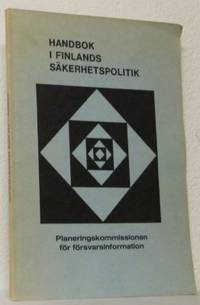 HANDBOK
I FINLANDS
SÄKERHETSPOLITIK
Planeringskommissionen
för försvarsinformation